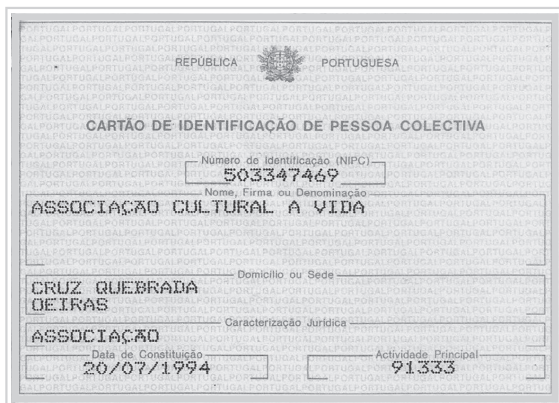 REPÚBLICA PORTUGUESA
CARTÃO DE IDENTIFICAÇÃO DE PESSOA COLECTIVA
Número de Identificação (NIPC)
503347469
Nome, Firma ou Denominação
ASSOCIAÇÃO CULTURAL A VIDA
Domicílio ou Sede
CRUZ QUEBRADA
OEIRAS
Caracterização Jurídica
ASSOCIAÇÃO
Data de Constituição Actividade Principal
20/07/1994 91333